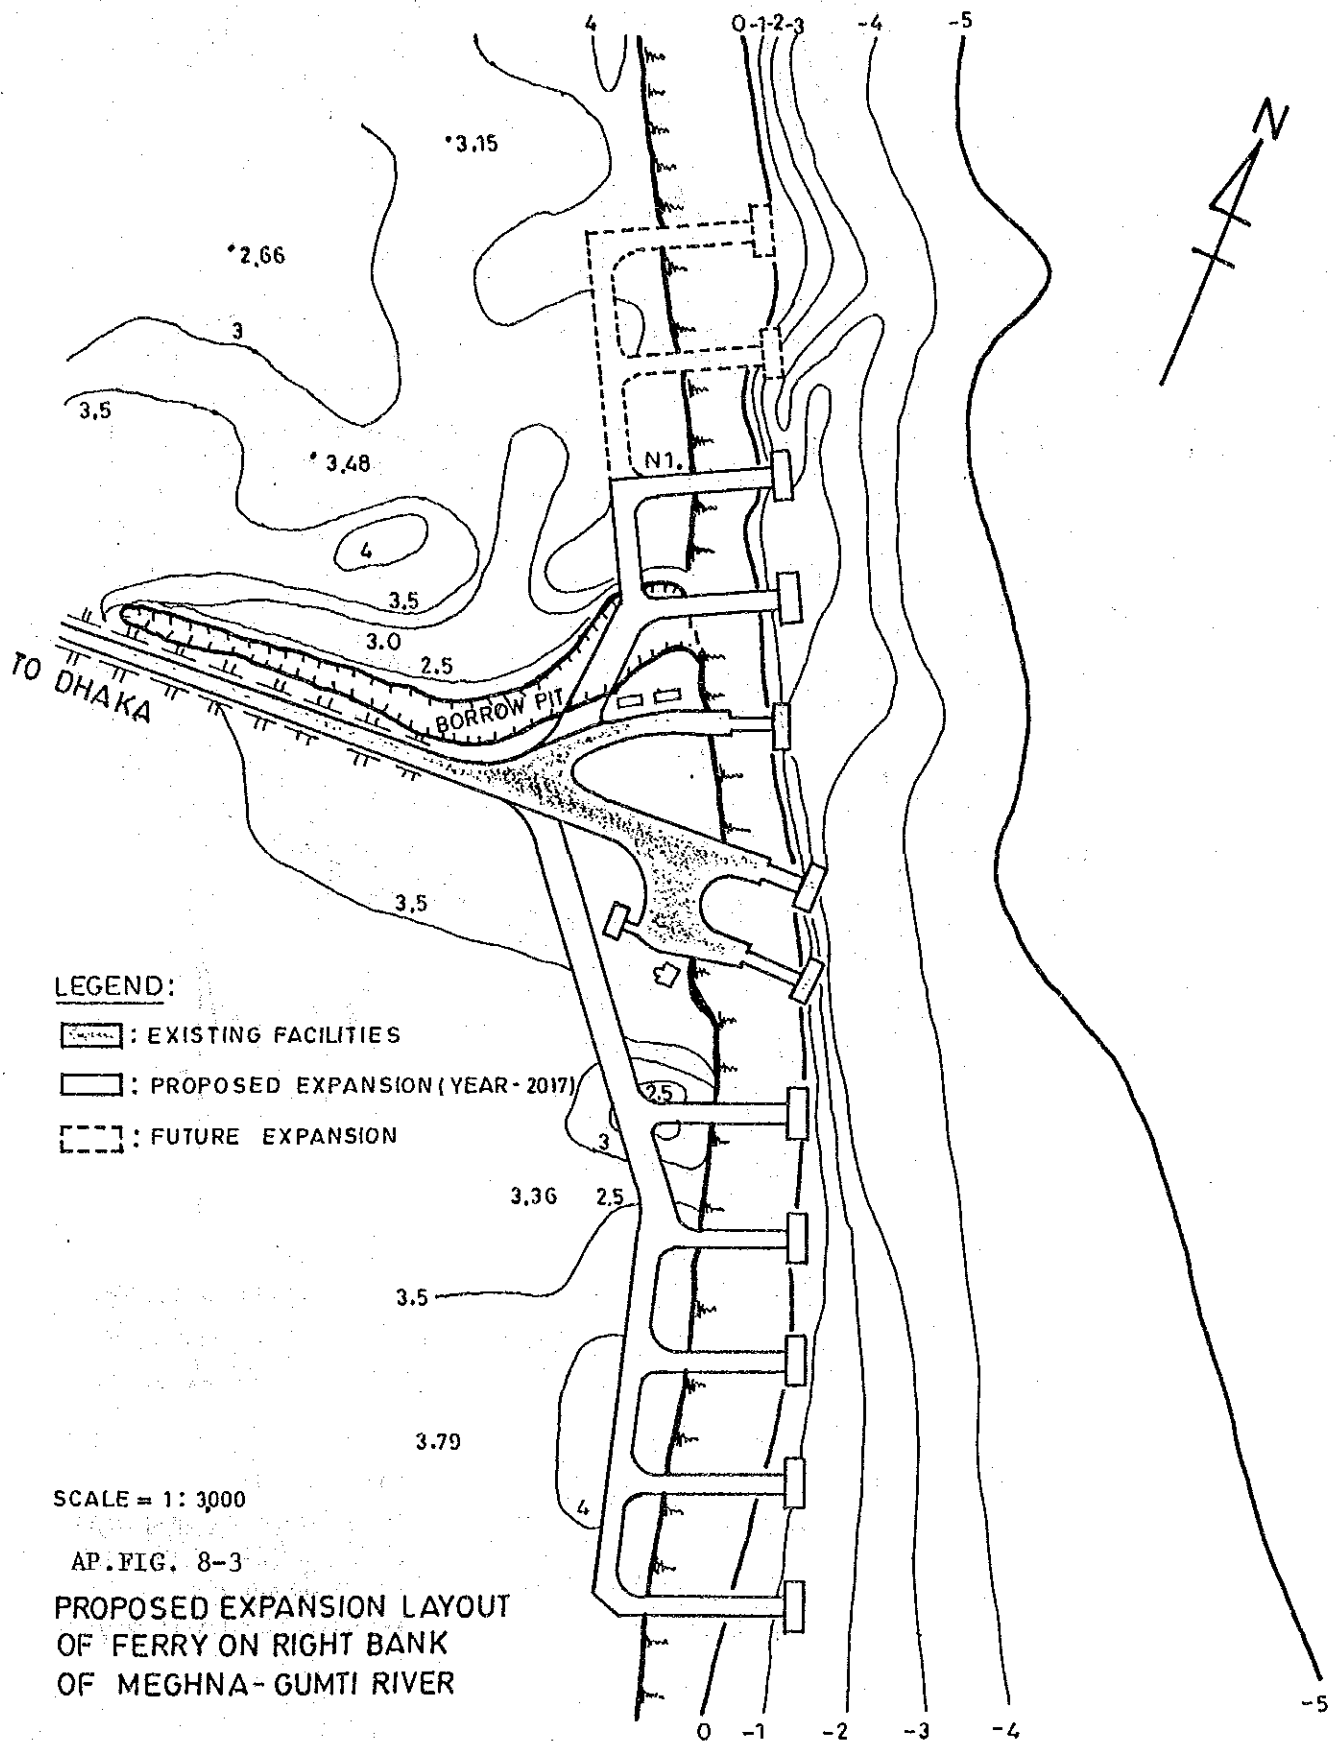 4
0 -1 -2 -3
-4
-5
N
3.15
2.66
3
3.5
3.48
N1.
4
3.5
3.0
2.5
BORROW PIT
TO DHAKA
3.5
LEGEND:
: EXISTING FACILITIES
: PROPOSED EXPANSION (YEAR-2017)
: FUTURE EXPANSION
2.5
3
3.36
2.5
3.5
3.79
4
SCALE = 1: 3,000
AP.FIG. 8-3
PROPOSED EXPANSION LAYOUT
OF FERRY ON RIGHT BANK
OF MEGHNA-GUMTI RIVER
0
-1
-2
-3
-4
-5